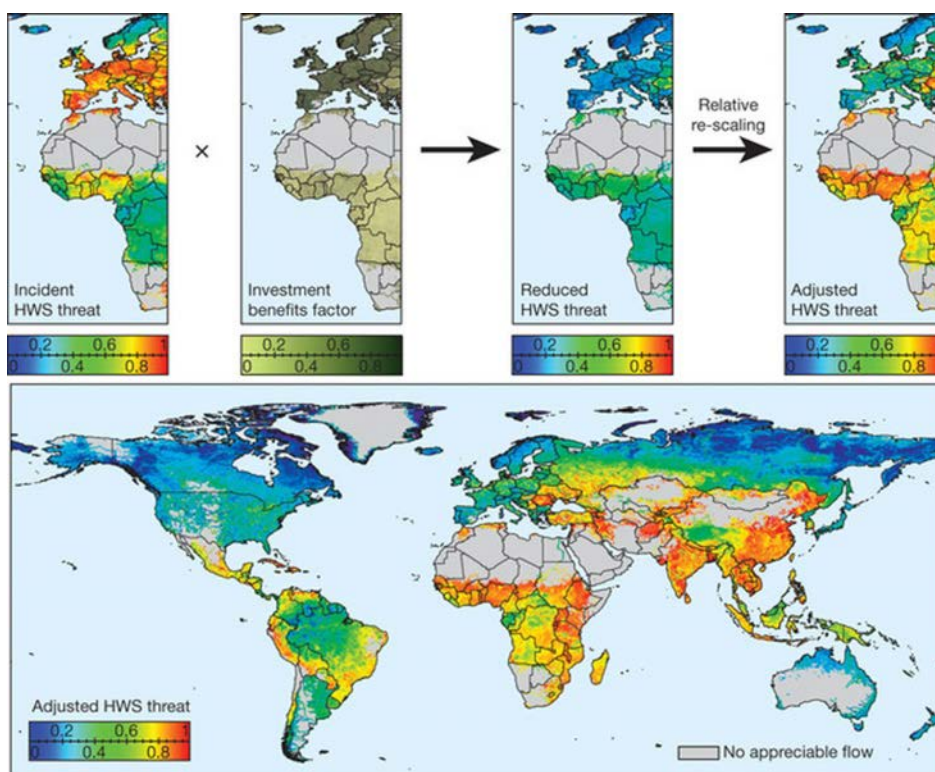 Incident
HWS threat
×
Investment
benefits factor
Reduced
HWS threat
Relative
re-scaling
Adjusted
HWS threat
0.2 0.6 1
0 0.4 0.8
0.2 0.6 1
0 0.4 0.8
0.2 0.6 1
0 0.4 0.8
0.2 0.6 1
0 0.4 0.8
Adjusted HWS threat
0.2 0.6 1
0 0.4 0.8
No appreciable flow